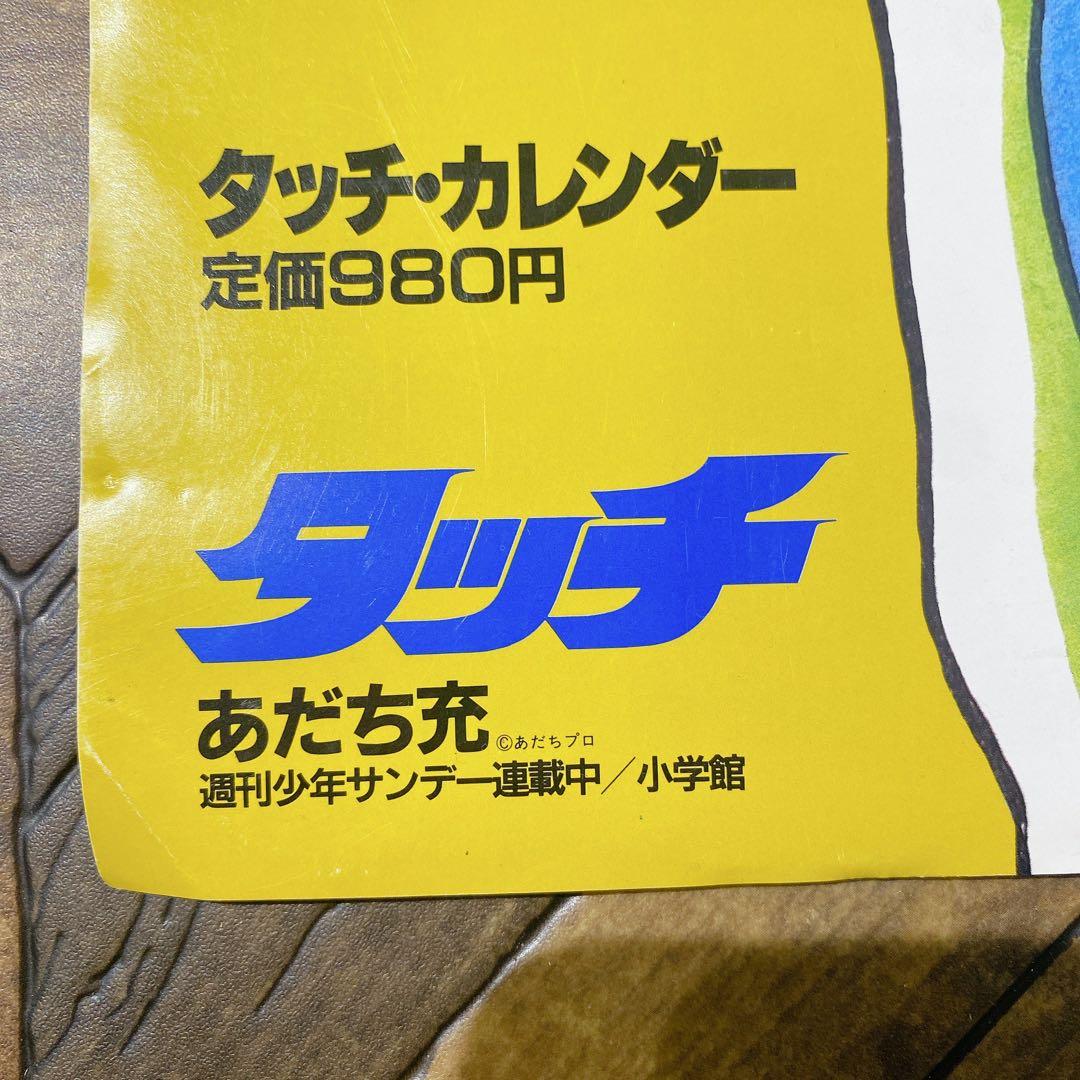 タッチ・カレンダー
定価980円
タッチ
あだち充 ©あだちプロ
週刊少年サンデー連載中/小学館